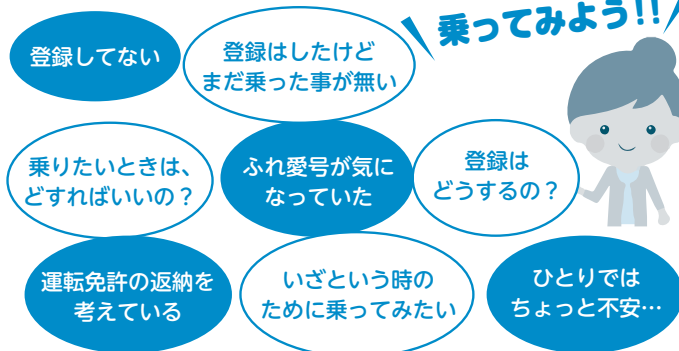 乗ってみよう!!
登録してない
登録はしたけど
まだ乗った事が無い
乗りたいときは、
どすればいいの？
ふれ愛号が気に
なっていた
登録は
どうするの？
運転免許の返納を
考えている
いざという時の
ために乗ってみたい
ひとりでは
ちょっと不安…